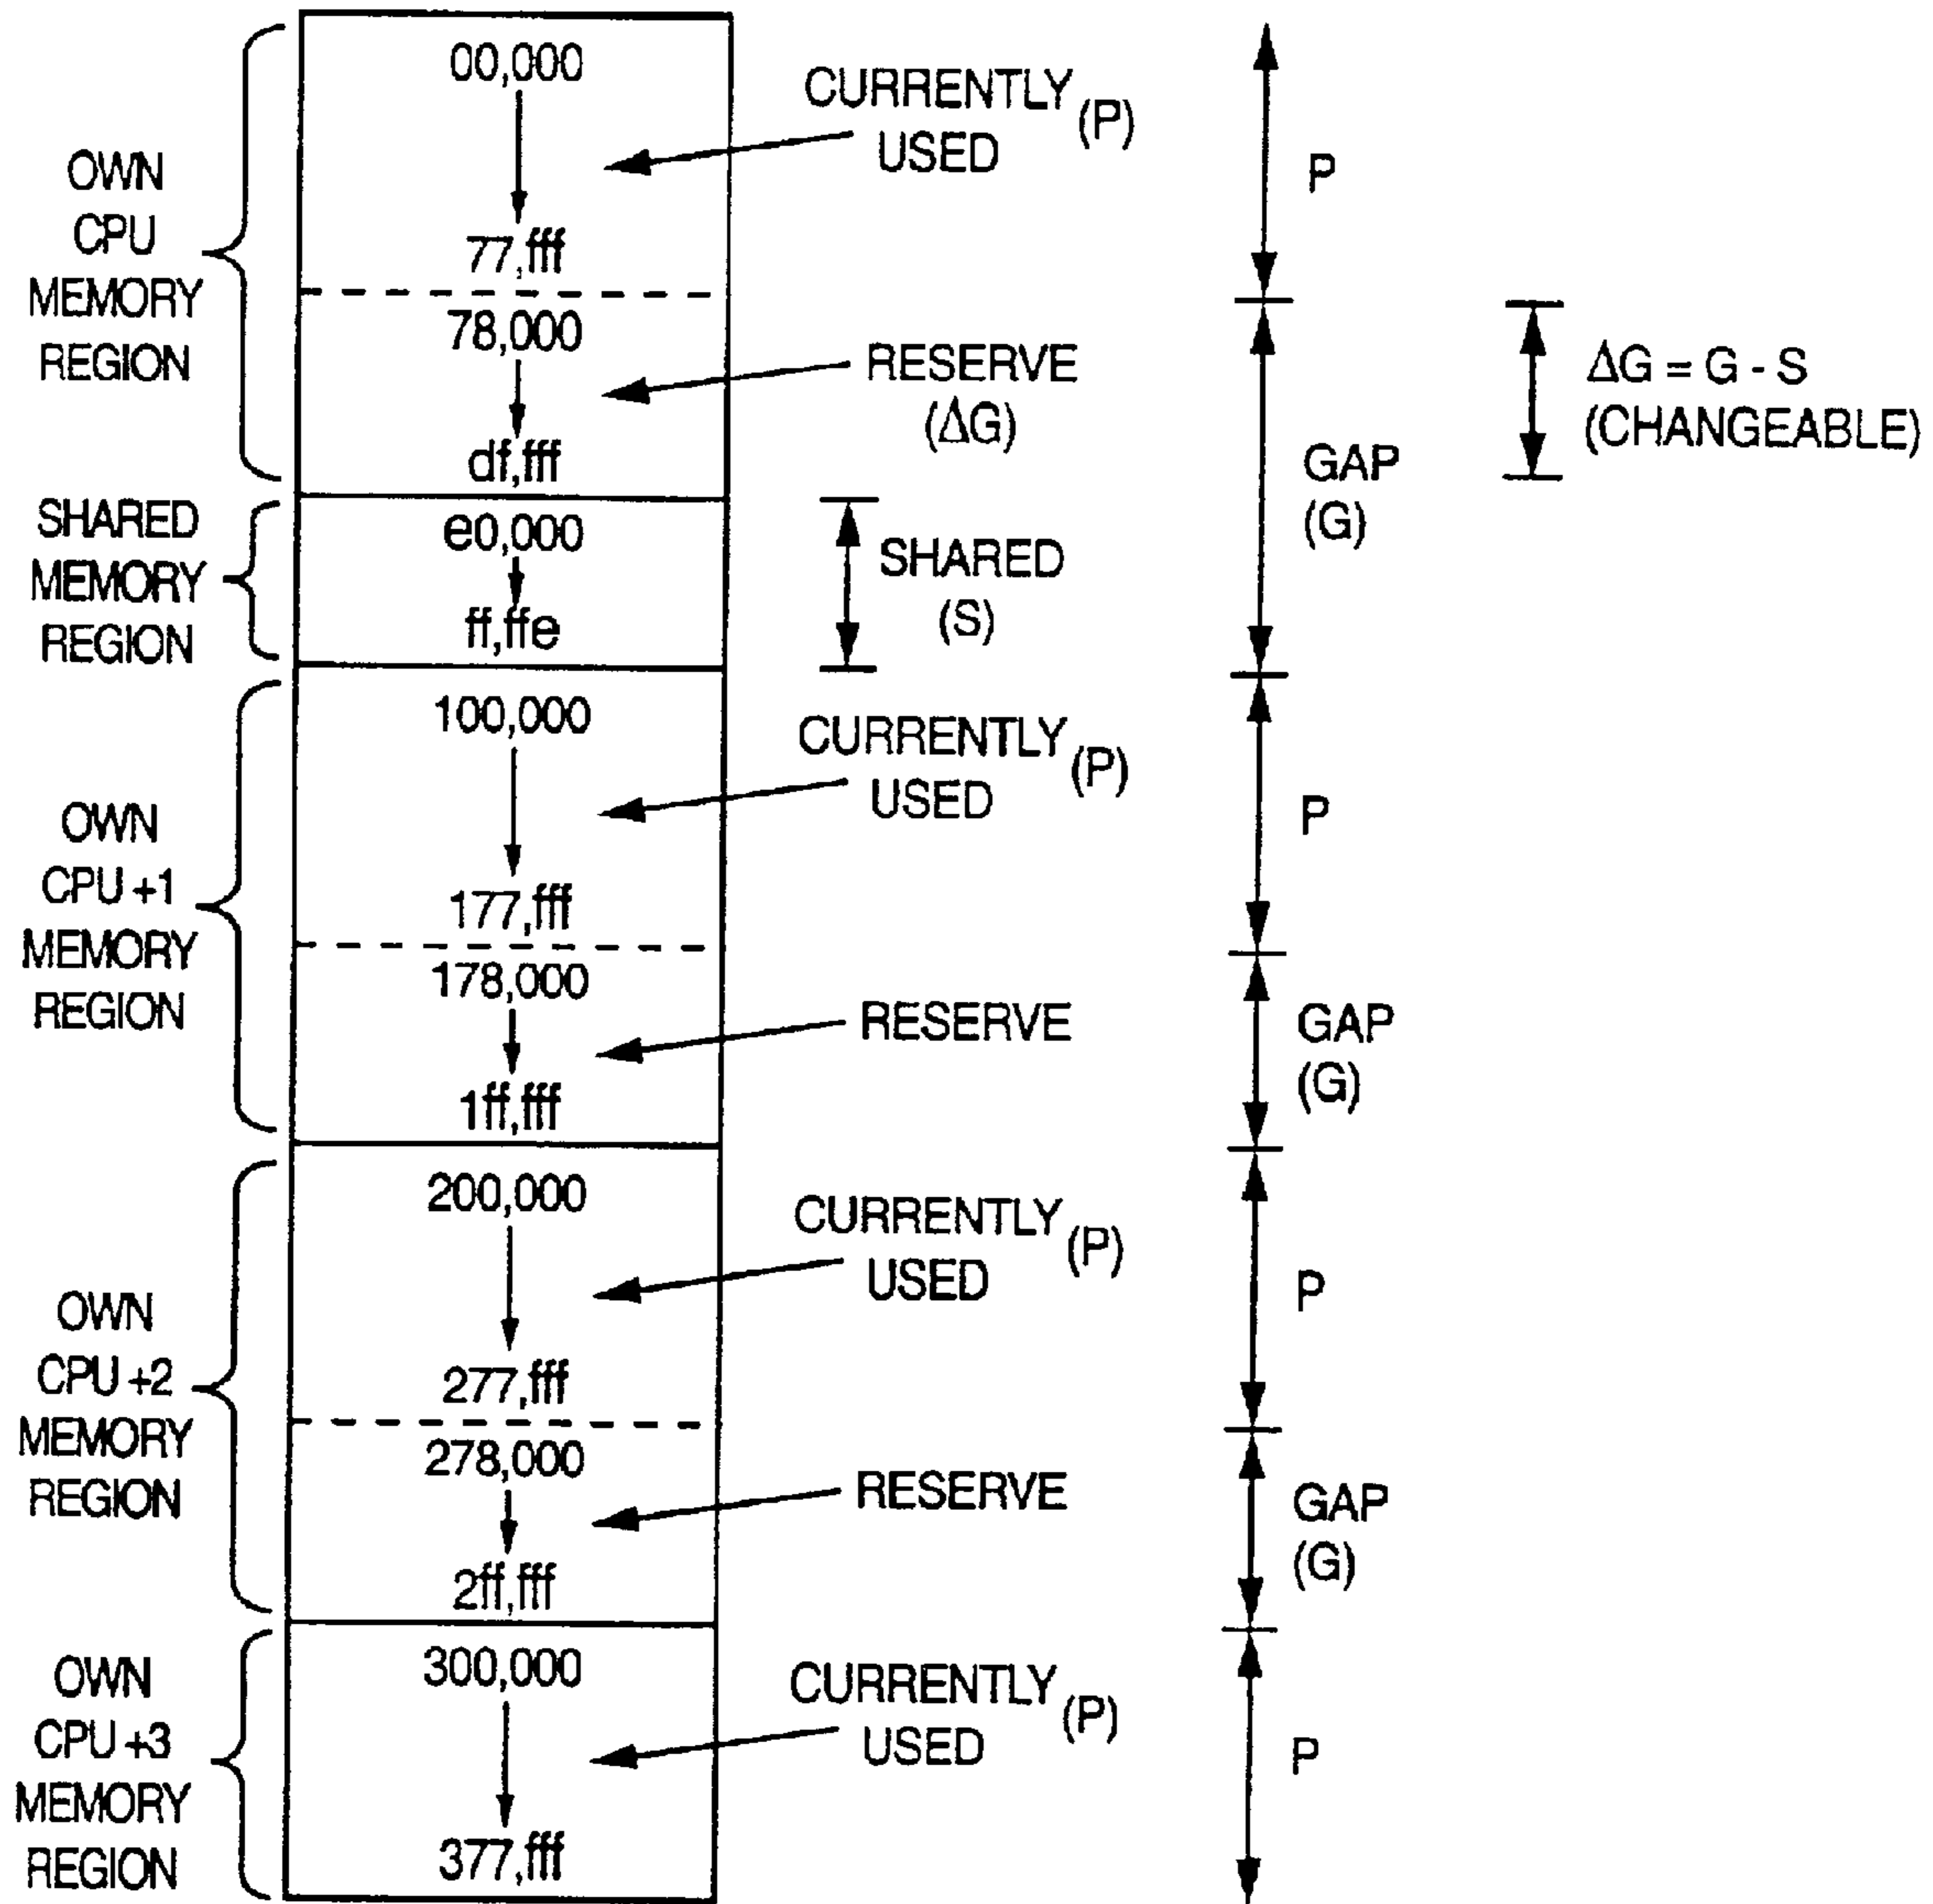 OWN
CPU
MEMORY
REGION
00,000
77,fff
78,000
df,fff
CURRENTLY
USED
(P)
RESERVE
(ΔG)
P
GAP
(G)
ΔG = G - S
(CHANGEABLE)
SHARED
MEMORY
REGION
e0,000
ff,ffe
SHARED
(S)
OWN
CPU +1
MEMORY
REGION
100,000
177,fff
178,000
1ff,fff
CURRENTLY
USED
(P)
RESERVE
P
GAP
(G)
OWN
CPU +2
MEMORY
REGION
200,000
277,fff
278,000
2ff,fff
CURRENTLY
USED
(P)
RESERVE
P
GAP
(G)
OWN
CPU +3
MEMORY
REGION
300,000
377,fff
CURRENTLY
USED
(P)
P